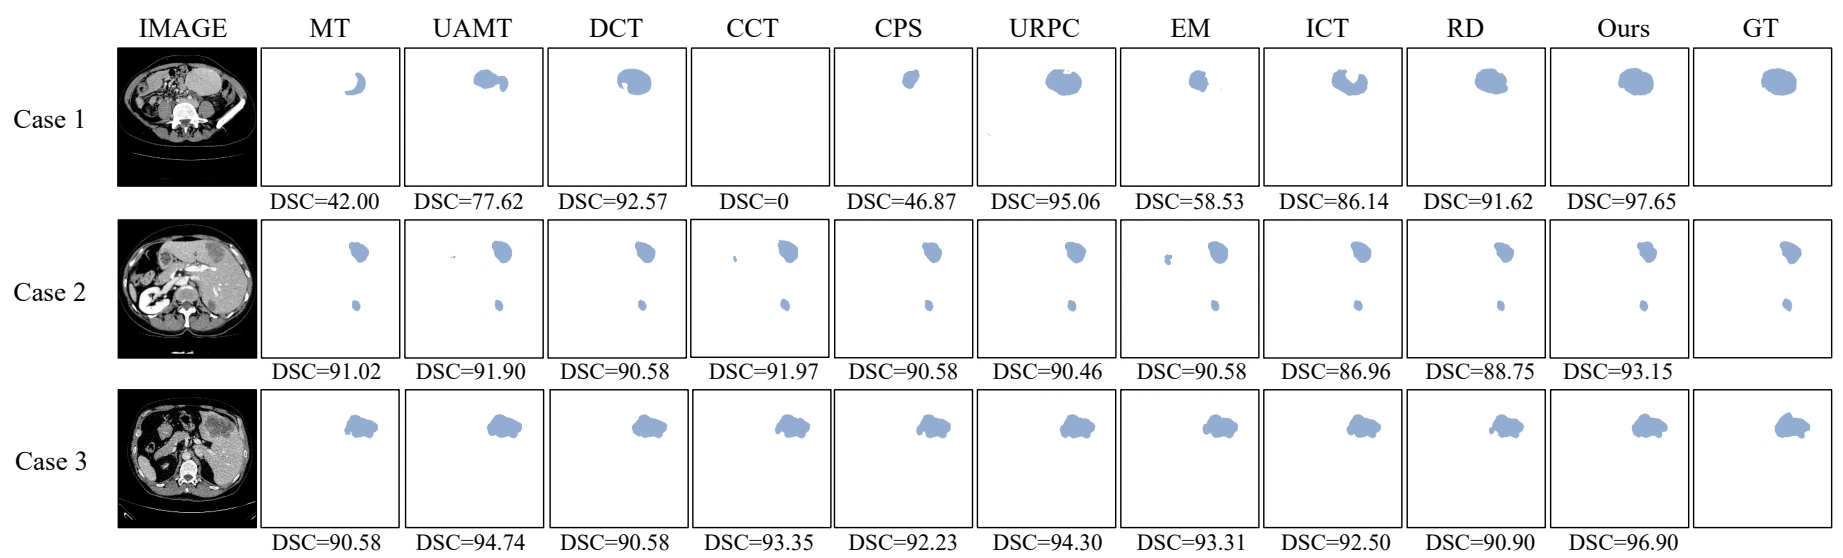 IMAGE MT UAMT DCT CCT CPS URPC EM ICT RD Ours GT
Case 1
DSC=42.00 DSC=77.62 DSC=92.57 DSC=0 DSC=46.87 DSC=95.06 DSC=58.53 DSC=86.14 DSC=91.62 DSC=97.65
Case 2
DSC=91.02 DSC=91.90 DSC=90.58 DSC=91.97 DSC=90.58 DSC=90.46 DSC=90.58 DSC=86.96 DSC=88.75 DSC=93.15
Case 3
DSC=90.58 DSC=94.74 DSC=90.58 DSC=93.35 DSC=92.23 DSC=94.30 DSC=93.31 DSC=92.50 DSC=90.90 DSC=96.90